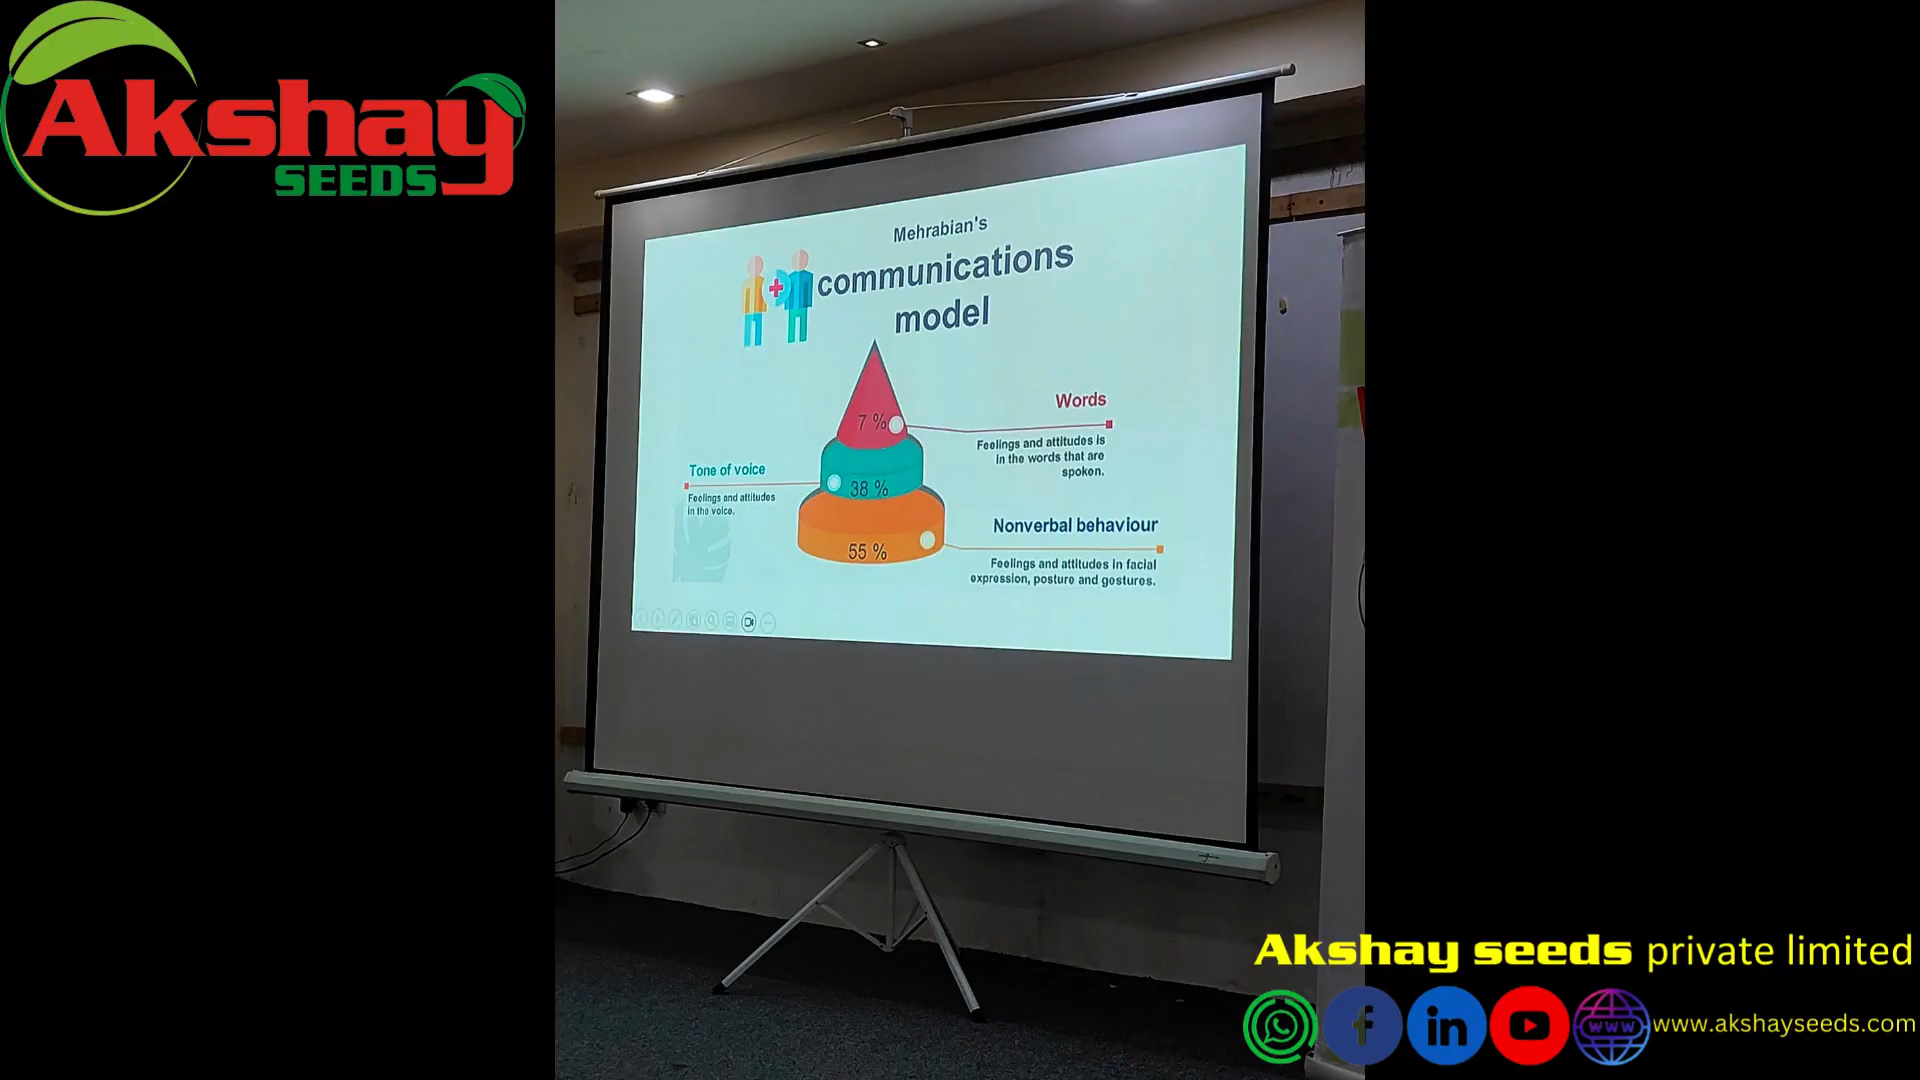 Akshay
SEEDS
Mehrabian's
communications
model
7 %
Words
Feelings and attitudes is
in the words that are
spoken.
Tone of voice
Feelings and attitudes
in the voice.
38 %
Nonverbal behaviour
55 %
Feelings and attitudes in facial
expression, posture and gestures.
Akshay seeds private limited
www
www.akshayseeds.com